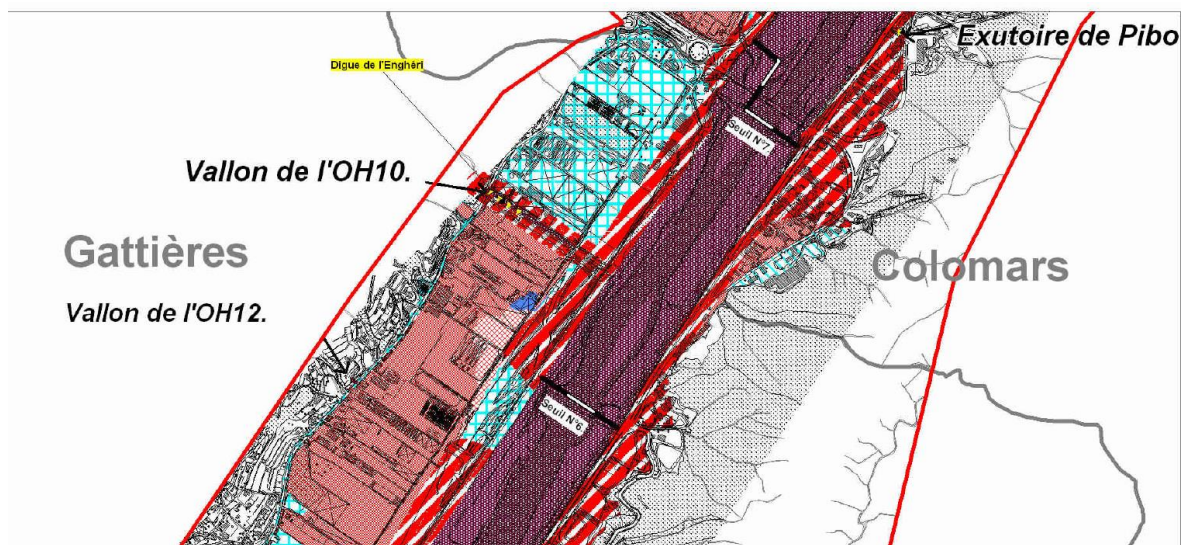 Exutoire de Pibo
Digue de l'Enghéri
Seuil N°7
Vallon de l'OH10.
Gattières
Colomars
Vallon de l'OH12.
Seuil N°6